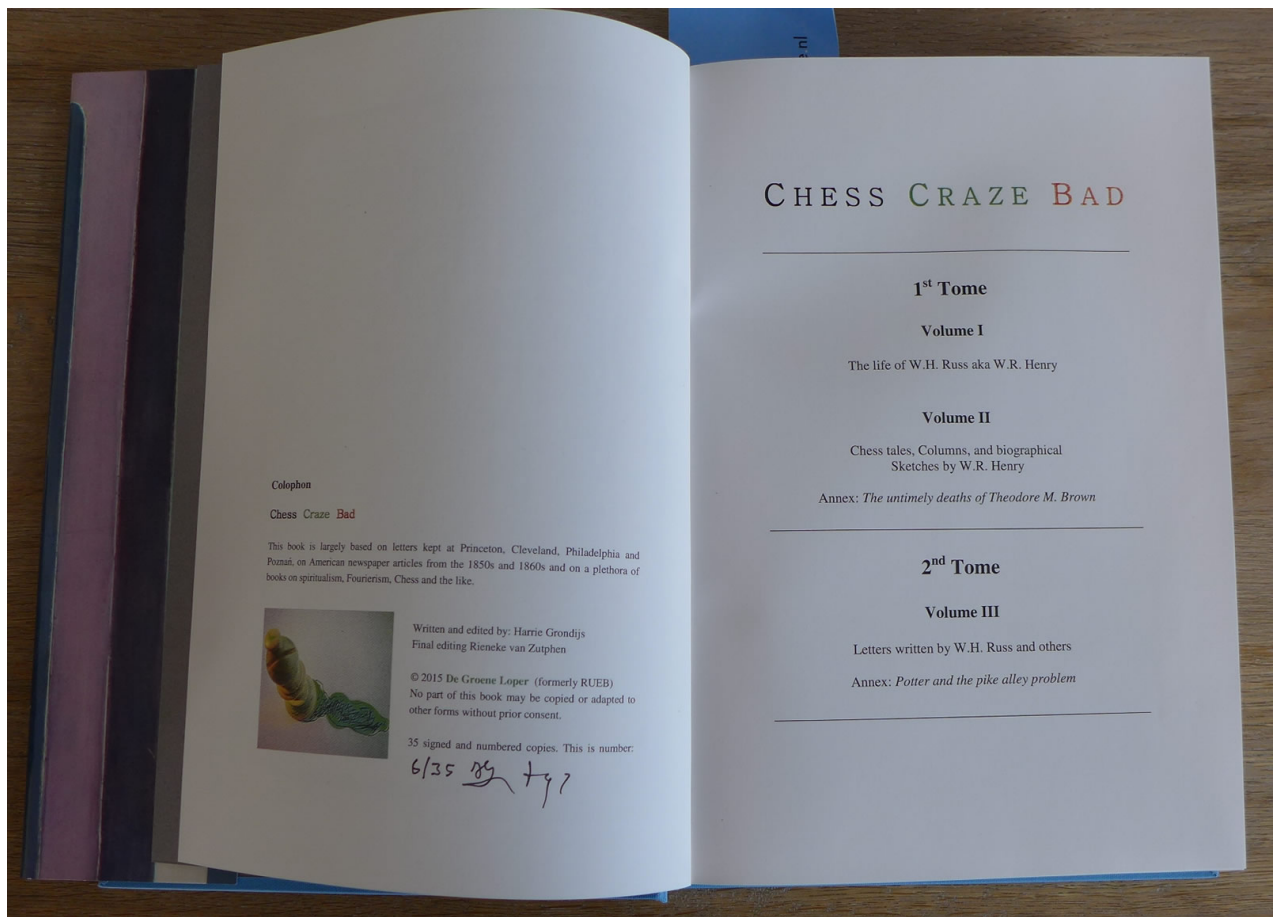 e.nl
Colophon
Chess Craze Bad
This book is largely based on letters kept at Princeton, Cleveland, Philadelphia and
Poznań, on American newspaper articles from the 1850s and 1860s and on a plethora of
books on spiritualism, Fourierism, Chess and the like.
Written and edited by: Harrie Grondijs
Final editing Rieneke van Zutphen
© 2015 De Groene Loper (formerly RUEB)
No part of this book may be copied or adapted to
other forms without prior consent.
35 signed and numbered copies. This is number:
6/35
CHESS CRAZE BAD
1st Tome
Volume I
The life of W.H. Russ aka W.R. Henry
Volume II
Chess tales, Columns, and biographical
Sketches by W.R. Henry
Annex: The untimely deaths of Theodore M. Brown
2nd Tome
Volume III
Letters written by W.H. Russ and others
Annex: Potter and the pike alley problem